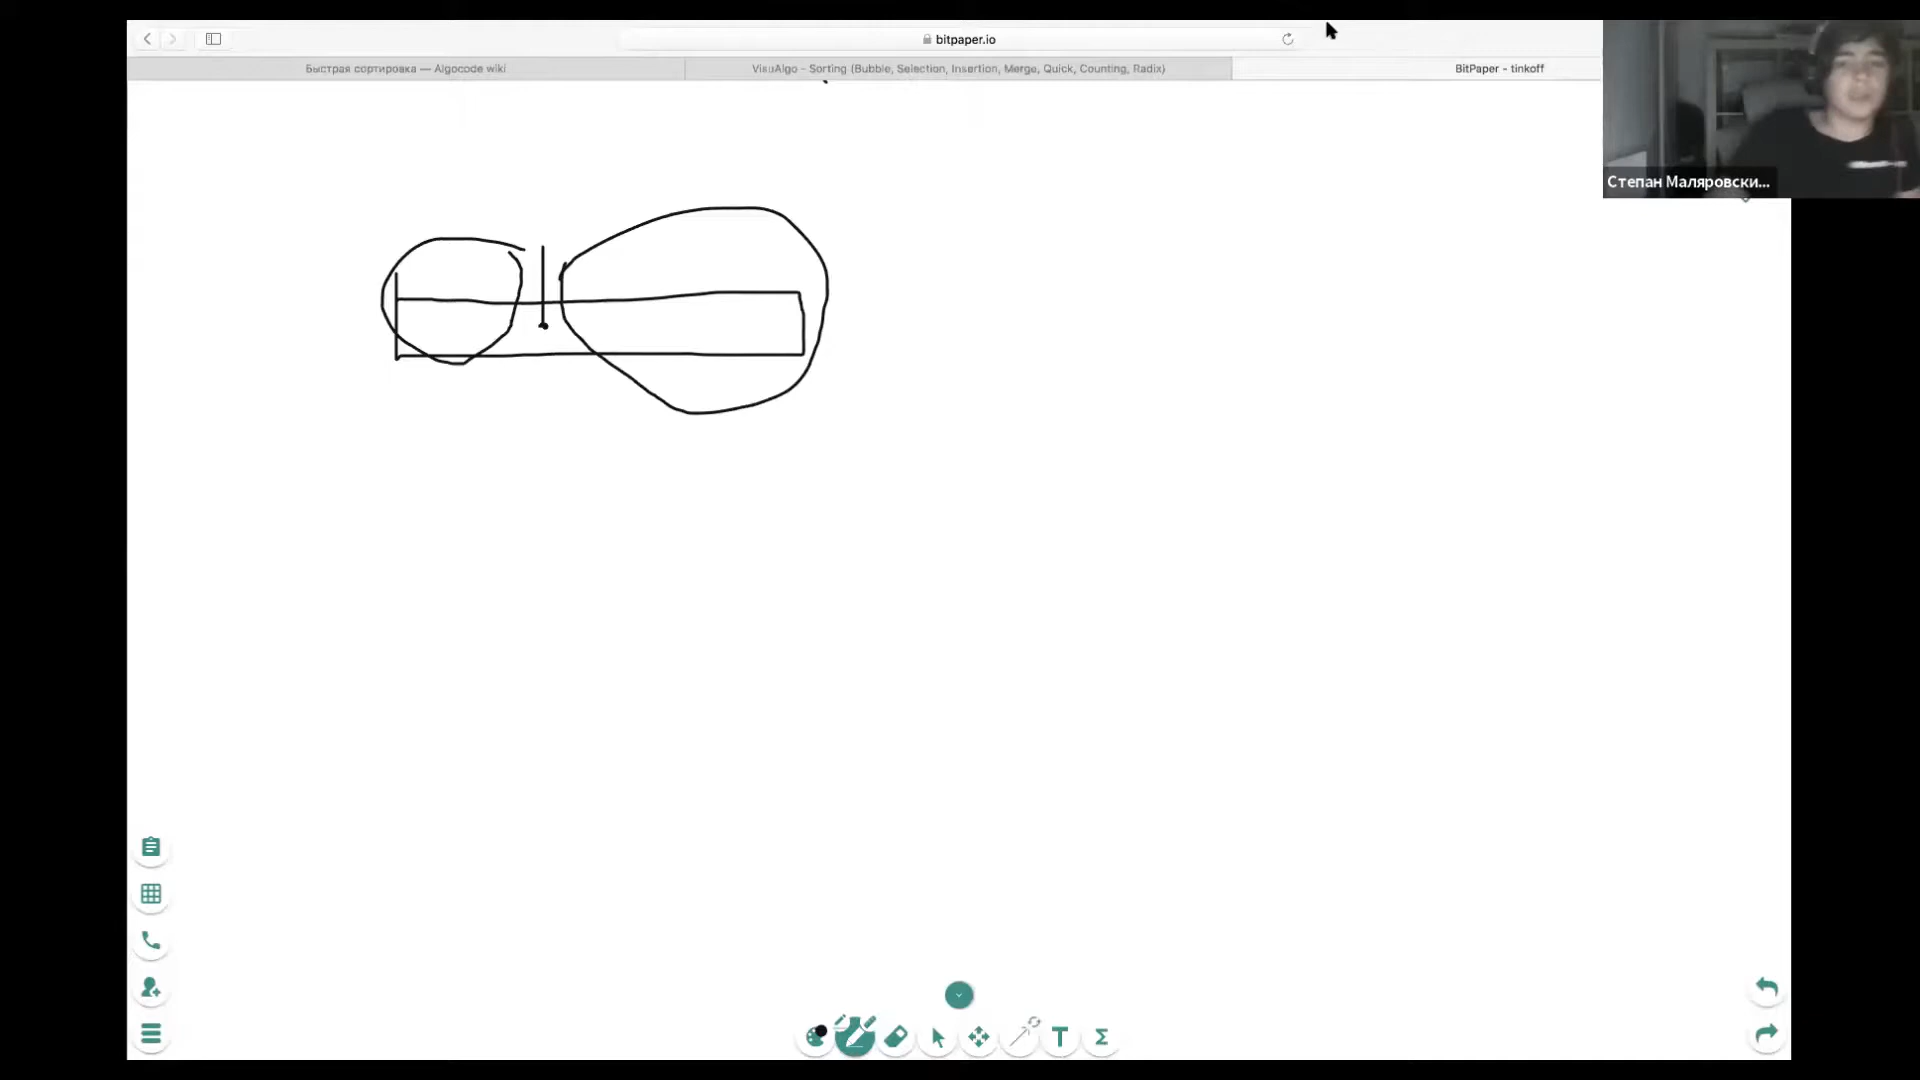 bitpaper.io
Быстрая сортировка — Algocode wiki
VisuAlgo - Sorting (Bubble, Selection, Insertion, Merge, Quick, Counting, Radix)
BitPaper - tinkoff
Степан Маляровски...
T
Σ